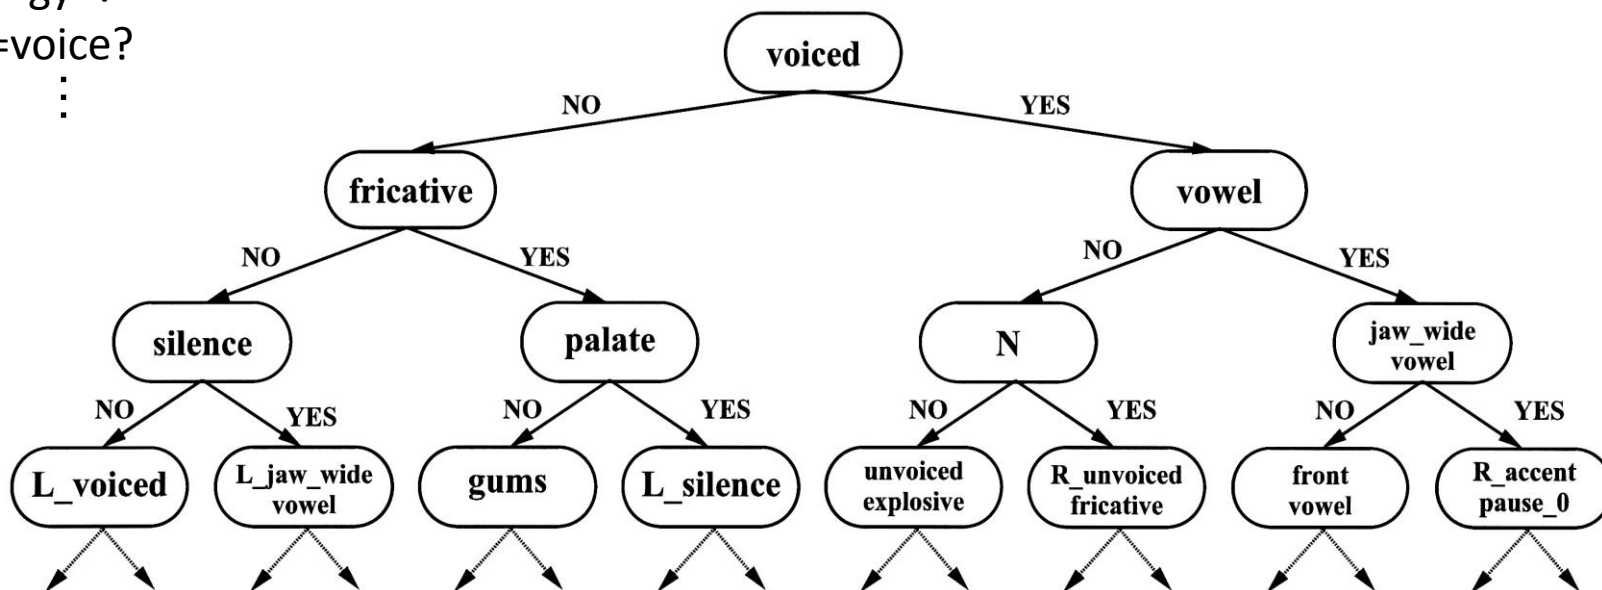 =voice?
⋮
voiced
NO
YES
fricative
vowel
NO
YES
NO
YES
silence
palate
N
jaw_wide
vowel
NO
YES
NO
YES
NO
YES
NO
YES
L_voiced
L_jaw_wide
vowel
gums
L_silence
unvoiced
explosive
R_unvoiced
fricative
front
vowel
R_accent
pause_0